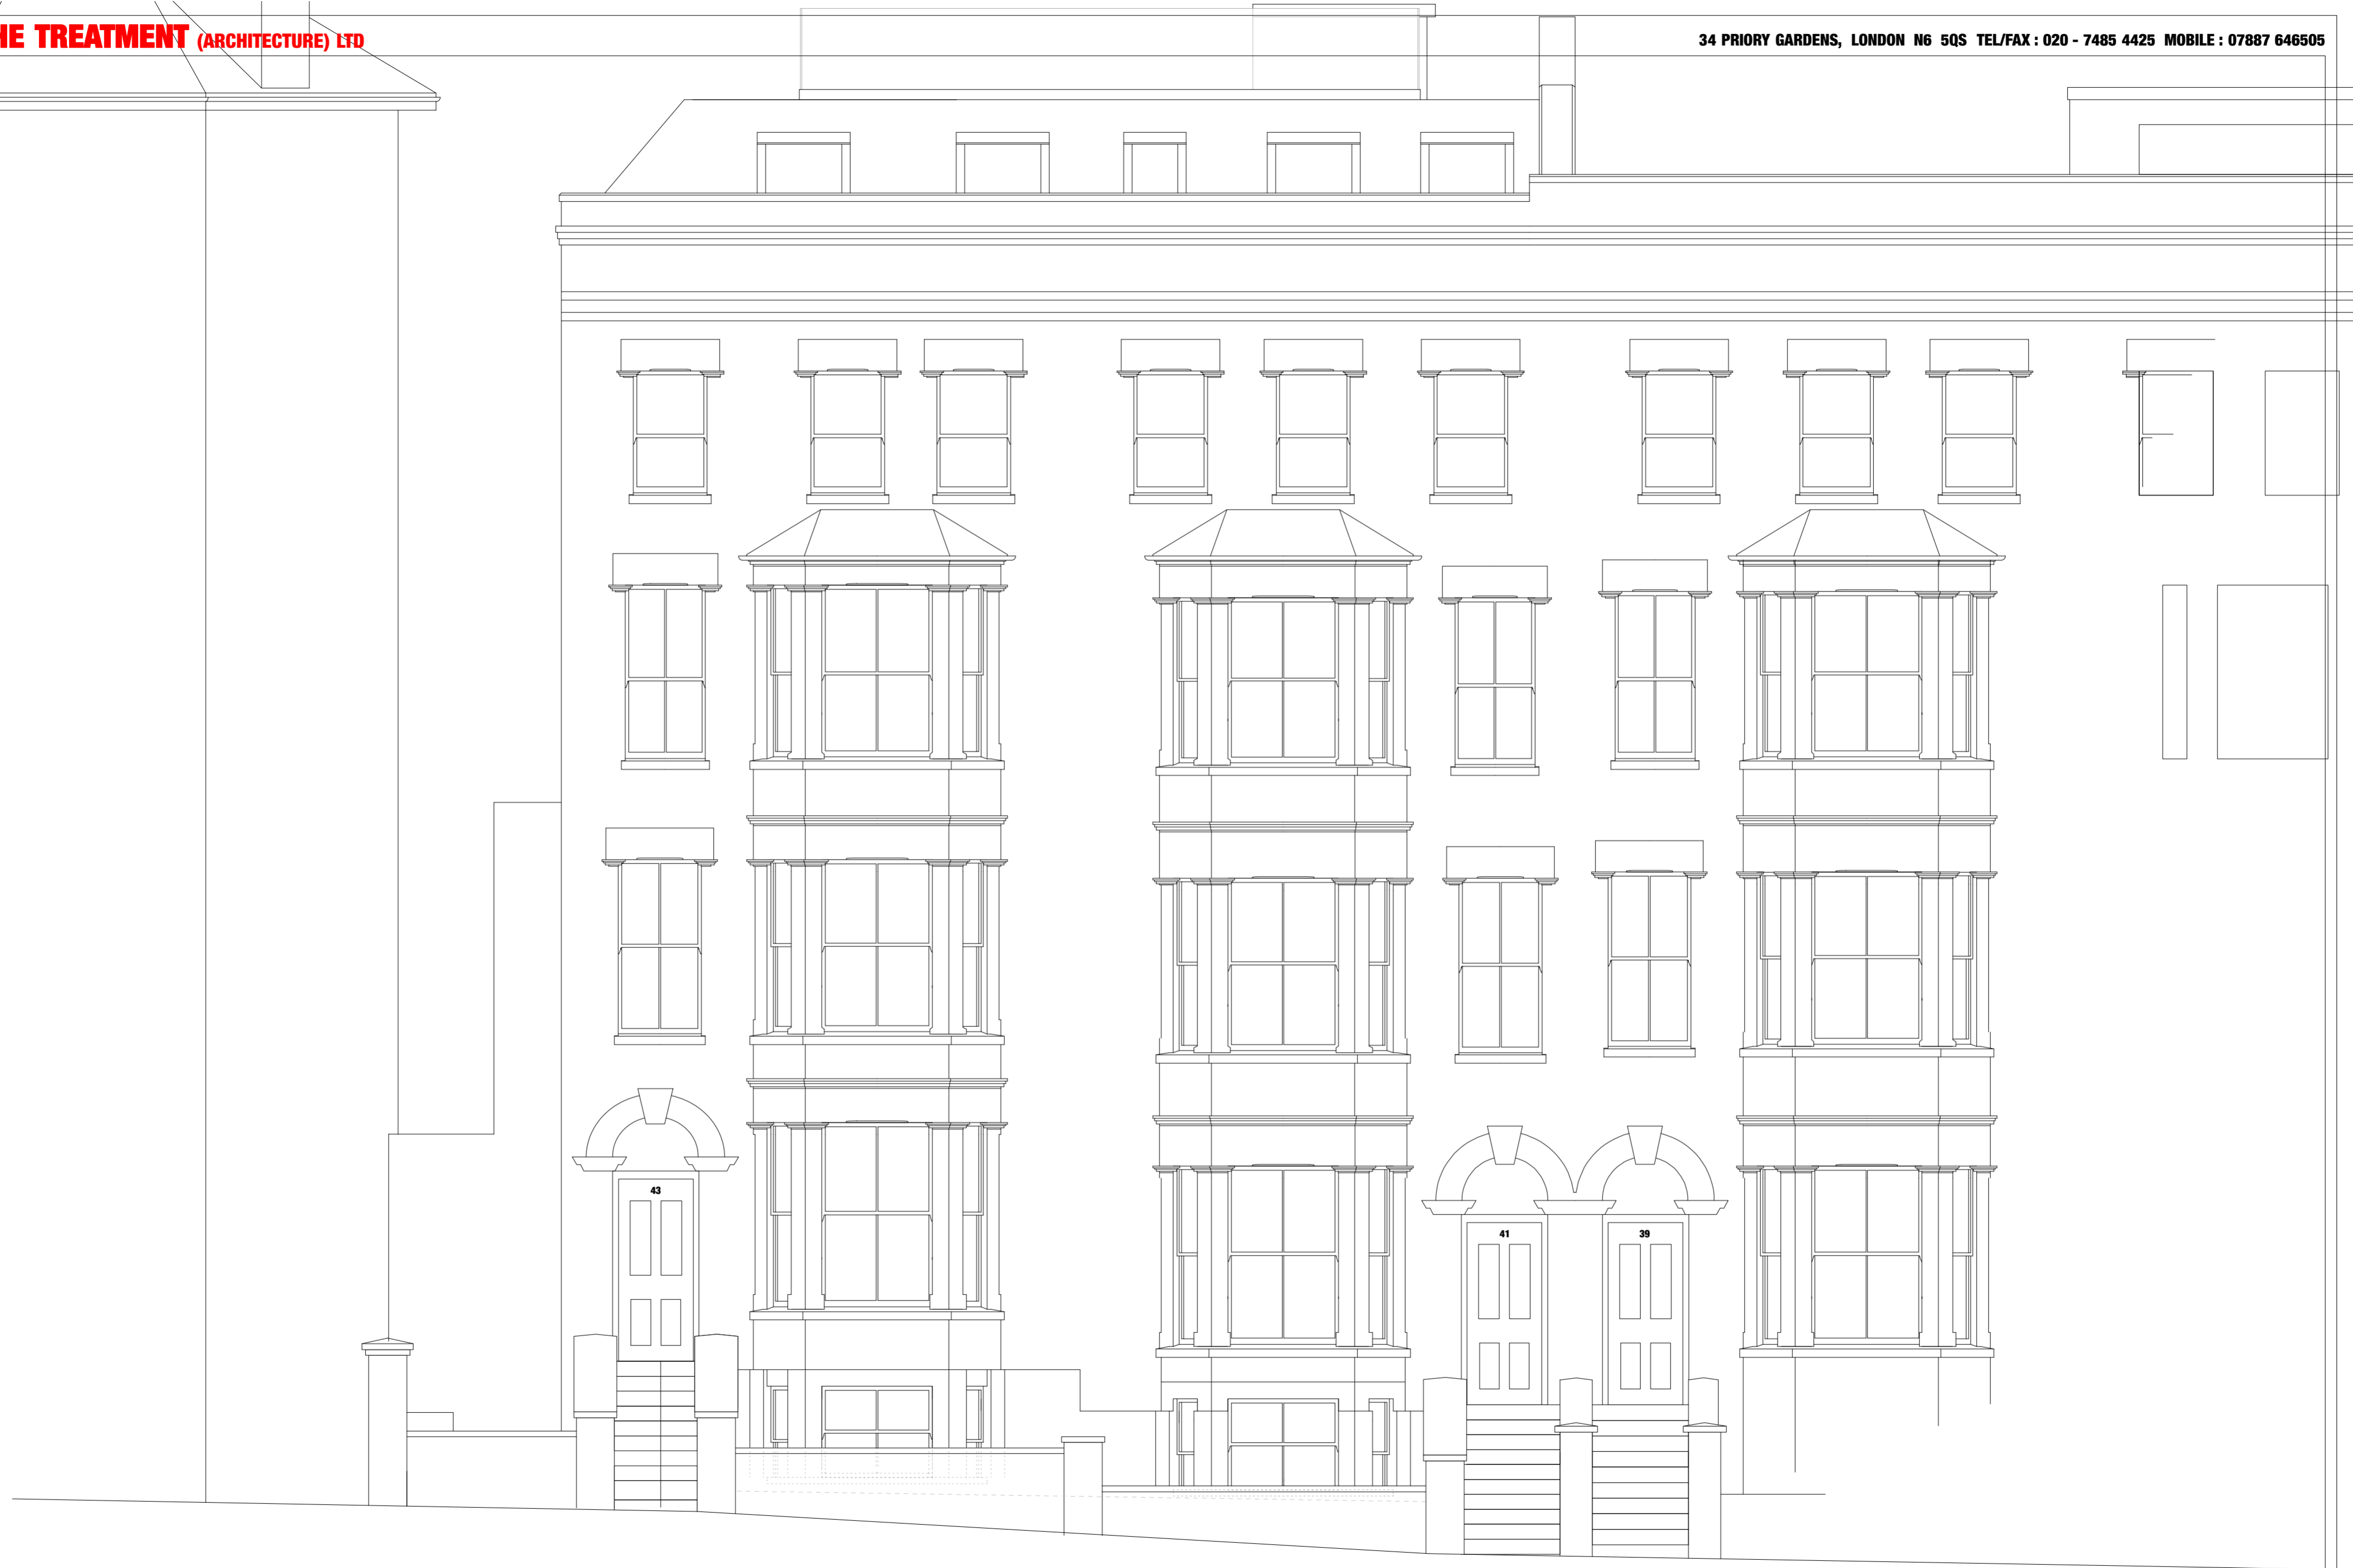 HE TREATMENT (ARCHITECTURE) LTD
34 PRIORY GARDENS, LONDON N6 5QS TEL/FAX : 020 - 7485 4425 MOBILE : 07887 646505
43
41
39